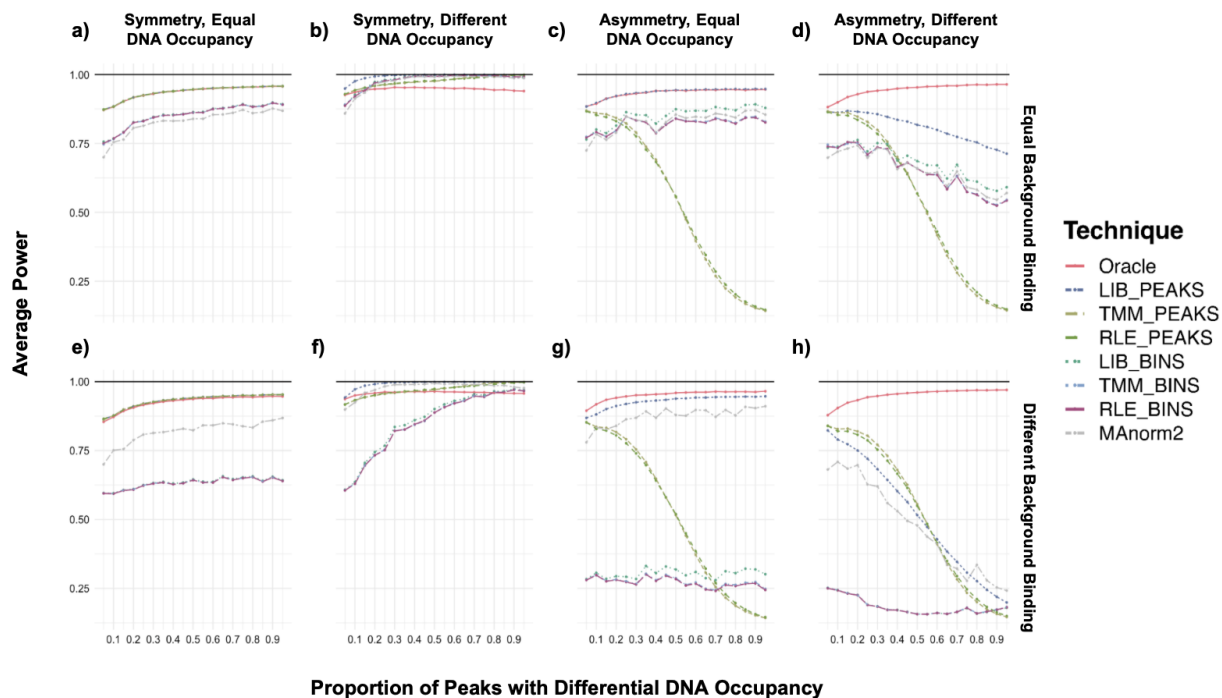 a) Symmetry, Equal DNA Occupancy
b) Symmetry, Different DNA Occupancy
c) Asymmetry, Equal DNA Occupancy
d) Asymmetry, Different DNA Occupancy
1.00
0.75
0.50
0.25
Equal Background Binding
Average Power
e)
f)
g)
h)
1.00
0.75
0.50
0.25
Different Background Binding
0.1 0.2 0.3 0.4 0.5 0.6 0.7 0.8 0.9
0.1 0.2 0.3 0.4 0.5 0.6 0.7 0.8 0.9
0.1 0.2 0.3 0.4 0.5 0.6 0.7 0.8 0.9
0.1 0.2 0.3 0.4 0.5 0.6 0.7 0.8 0.9
Proportion of Peaks with Differential DNA Occupancy
Technique
Oracle
LIB_PEAKS
TMM_PEAKS
RLE_PEAKS
LIB_BINS
TMM_BINS
RLE_BINS
MAnorm2